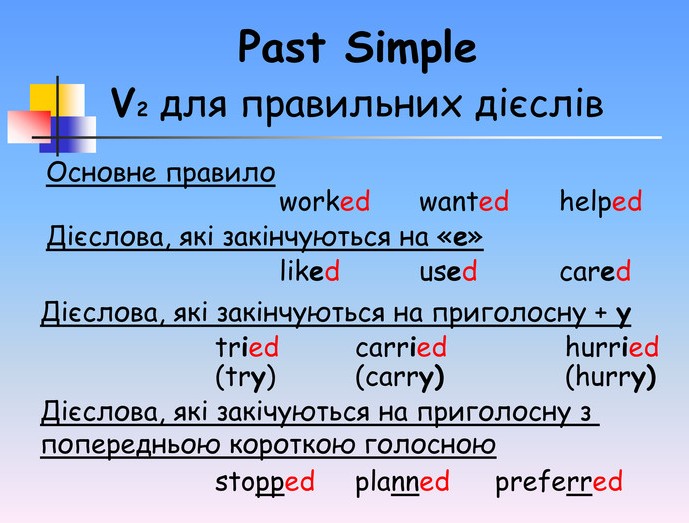 Past Simple
V₂ для правильних дієслів
Основне правило
worked wanted helped
Дієслова, які закінчуються на «е»
liked used cared
Дієслова, які закінчуються на приголосну + y
tried carried hurried
(try) (carry) (hurry)
Дієслова, які закічуються на приголосну з
попередньою короткою голосною
stopped planned preferred